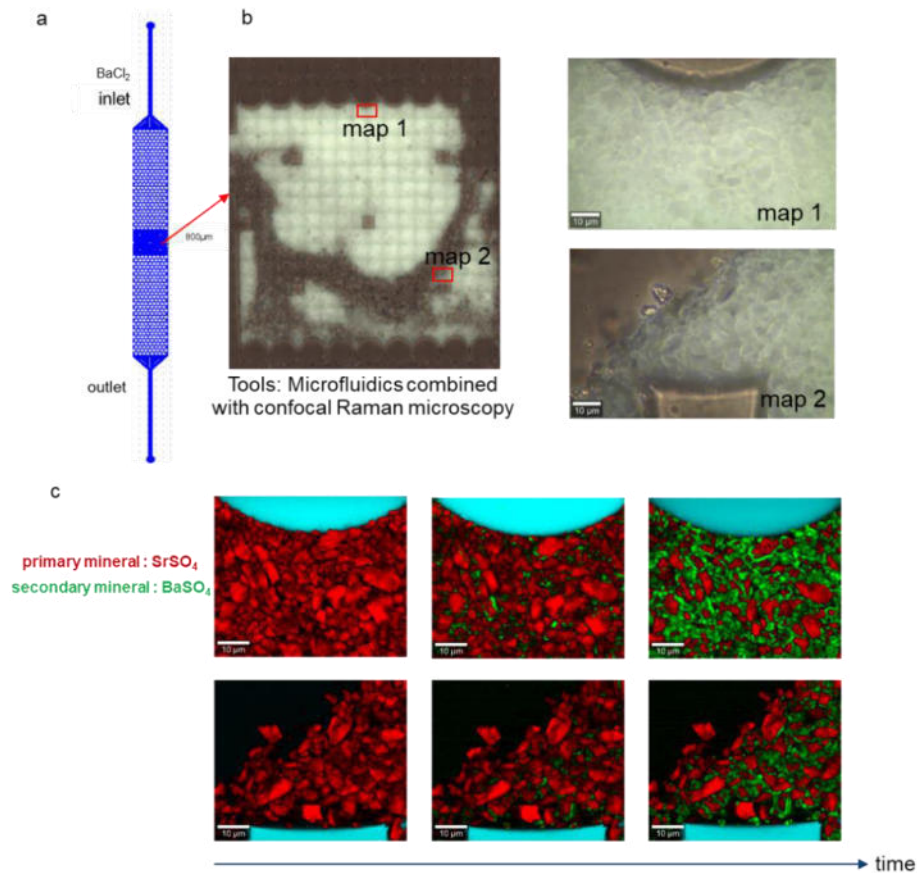 a
b
BaCl₂
inlet
800μm
outlet
map 1
map 2
Tools: Microfluidics combined
with confocal Raman microscopy
10 μm
map 1
10 μm
map 2
c
primary mineral : SrSO₄
secondary mineral : BaSO₄
10 μm
10 μm
10 μm
10 μm
10 μm
10 μm
time